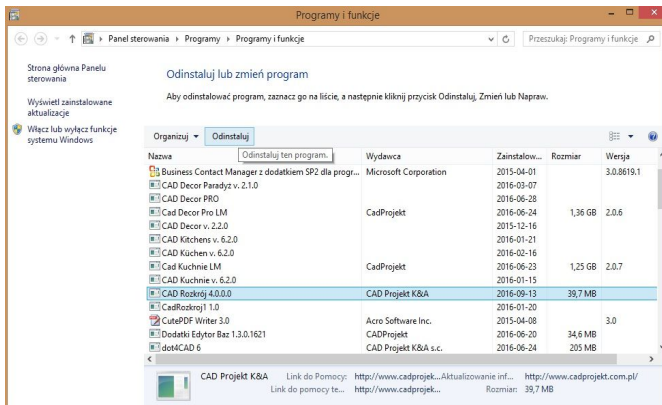 Programy i funkcje
Panel sterowania Programy Programy i funkcje
Przeszukaj: Programy i funkcje
Strona główna Panelu
sterowania
Wyświetl zainstalowane
aktualizacje
Włącz lub wyłącz funkcje
systemu Windows
Odinstaluj lub zmień program
Aby odinstalować program, zaznacz go na liście, a następnie kliknij przycisk Odinstaluj, Zmień lub Napraw.
Organizuj Odinstaluj
Odinstaluj ten program.
Nazwa Wydawca Zainstalow... Rozmiar Wersja
Business Contact Manager z dodatkiem SP2 dla progr... Microsoft Corporation 2015-04-01 3.0.8619.1
CAD Decor Paradyz v. 2.1.0 2016-03-07
CAD Decor PRO 2016-06-28
Cad Decor Pro LM CadProjekt 2016-06-24 1,36 GB 2.0.6
CAD Decor v. 2.2.0 2015-12-16
CAD Kitchens v. 6.2.0 2016-01-21
CAD Küchen v. 6.2.0 2016-02-16
Cad Kuchnie LM CadProjekt 2016-06-23 1,25 GB 2.0.7
CAD Kuchnie v. 6.2.0 2016-01-15
CAD Rozkrój 4.0.0.0 CAD Projekt K&A 2016-09-13 39,7 MB
CadRozkroj1 1.0 2016-01-20
CutePDF Writer 3.0 Acro Software Inc. 2015-04-08 3.0
Dodatki Edytor Baz 1.3.0.1621 CADProjekt 2016-06-20 34,6 MB
dot4CAD 6 CAD Projekt K&A s.c. 2016-06-24 205 MB
CAD Projekt K&A Link do Pomocy: http://www.cadprojek... Aktualizowanie inf... http://www.cadprojekt.com.pl/
Link do pomocy te... http://www.cadprojek... Rozmiar: 39,7 MB